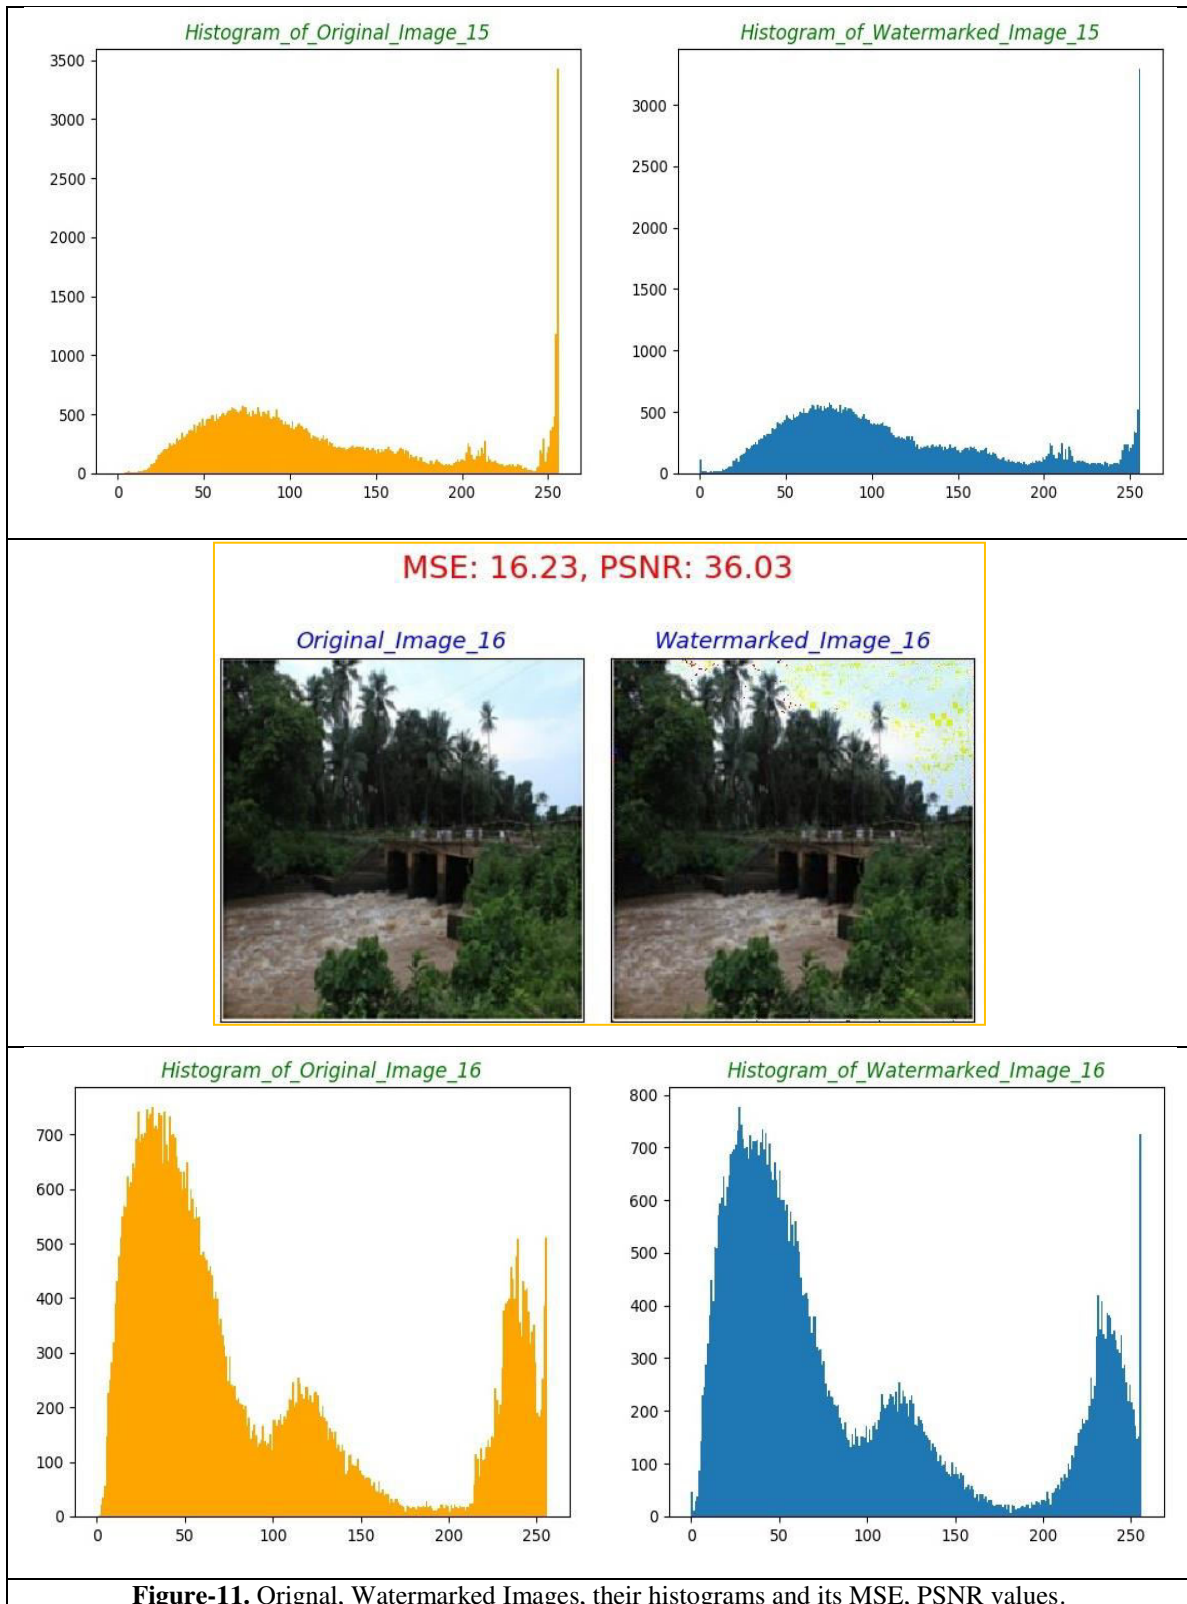 Histogram_of_Original_Image_15
Histogram_of_Watermarked_Image_15
3500
3000
2500
2000
1500
1000
500
0
0 50 100 150 200 250
3000
2500
2000
1500
1000
500
0
0 50 100 150 200 250
MSE: 16.23, PSNR: 36.03
Original_Image_16
Watermarked_Image_16
Histogram_of_Original_Image_16
Histogram_of_Watermarked_Image_16
700
600
500
400
300
200
100
0
0 50 100 150 200 250
800
700
600
500
400
300
200
100
0
0 50 100 150 200 250
Figure-11. Orignal, Watermarked Images, their histograms and its MSE, PSNR values.